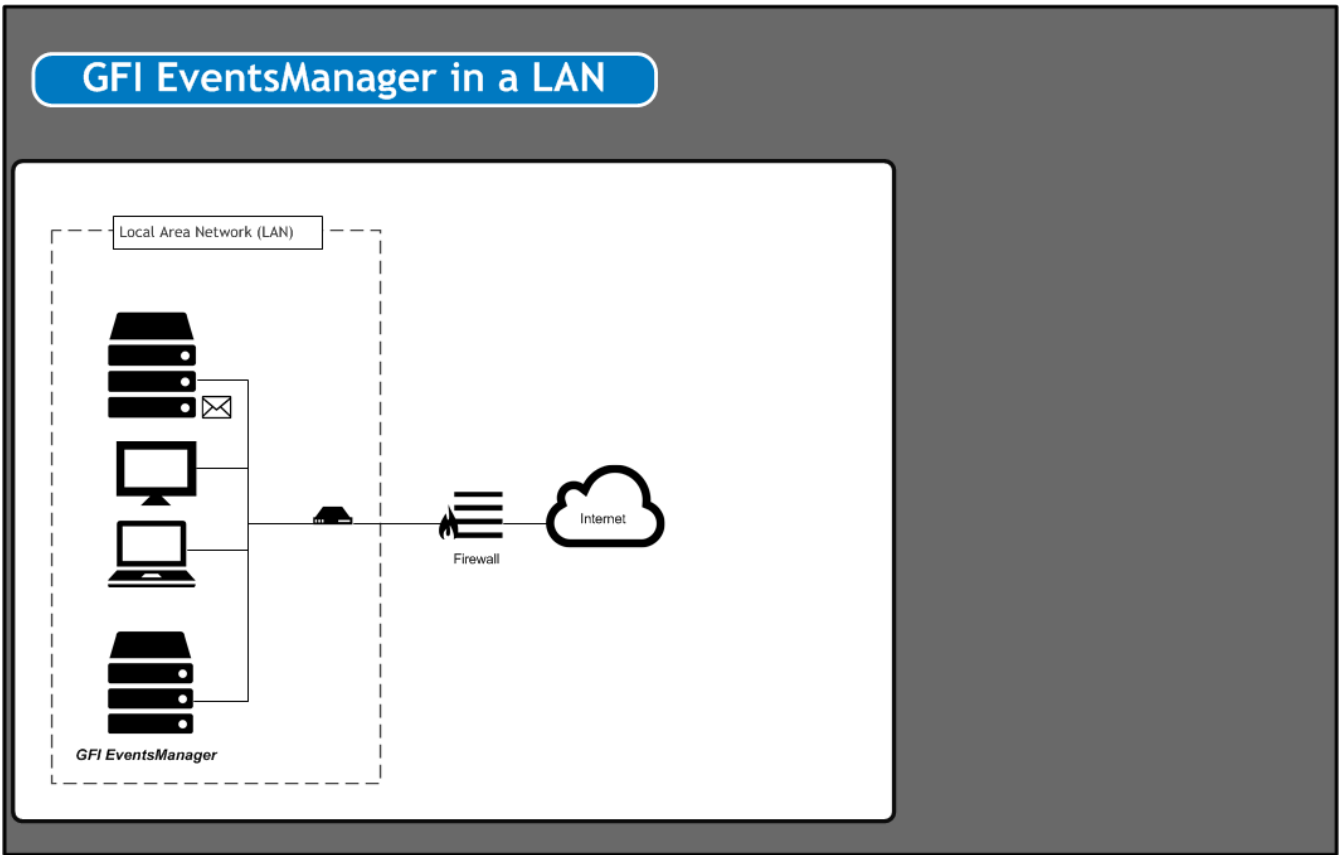 GFI EventsManager in a LAN
Local Area Network (LAN)
Internet
Firewall
GFI EventsManager